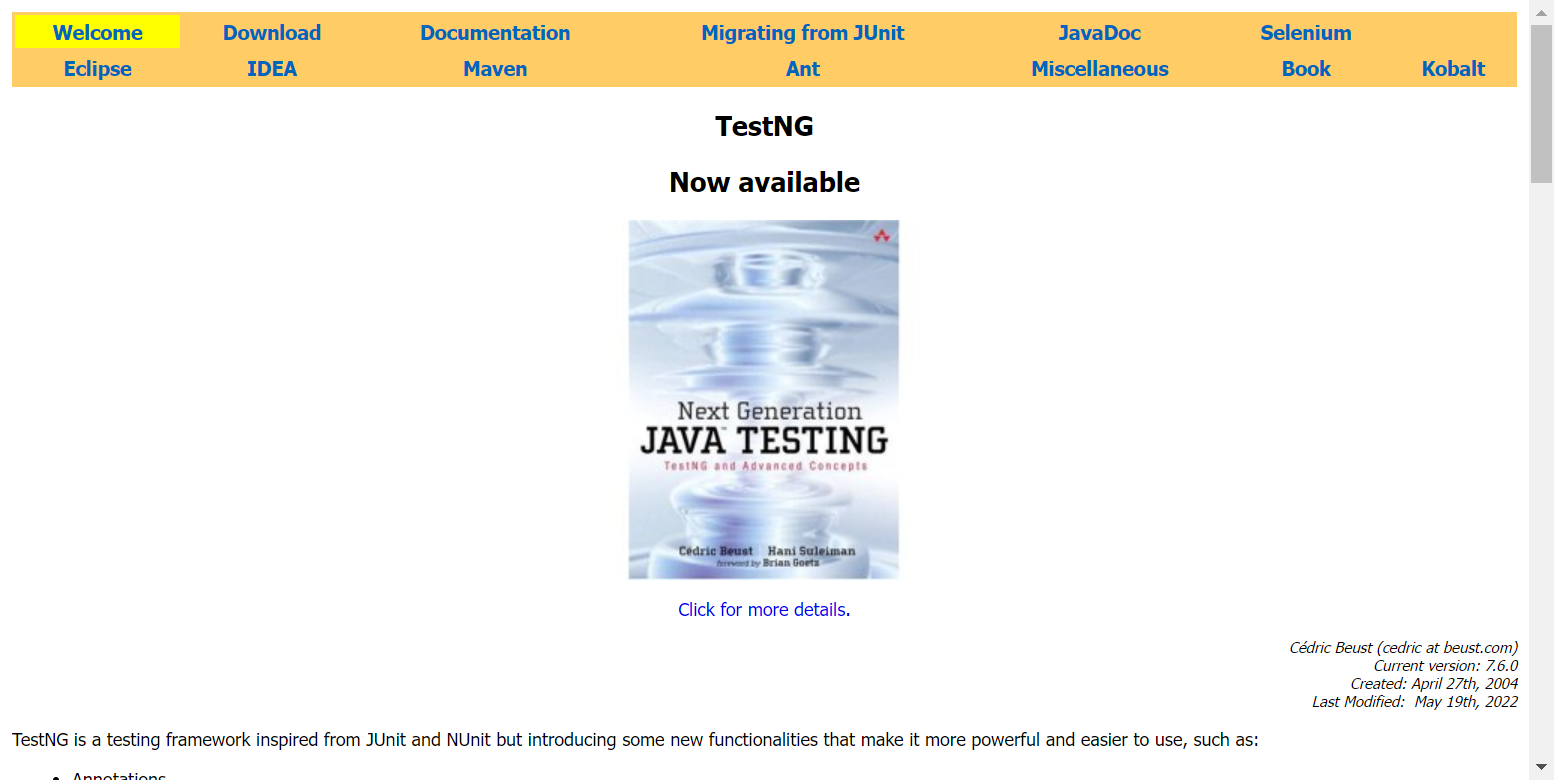 Welcome Download Documentation Migrating from JUnit JavaDoc Selenium
Eclipse IDEA Maven Ant Miscellaneous Book Kobalt
TestNG
Now available
Next Generation
JAVA™ TESTING
TestNG and Advanced Concepts
Cédric Beust Hani Suleiman
foreword by Brian Goetz
Click for more details.
Cédric Beust (cedric at beust.com)
Current version: 7.6.0
Created: April 27th, 2004
Last Modified: May 19th, 2022
TestNG is a testing framework inspired from JUnit and NUnit but introducing some new functionalities that make it more powerful and easier to use, such as:
• Annotations